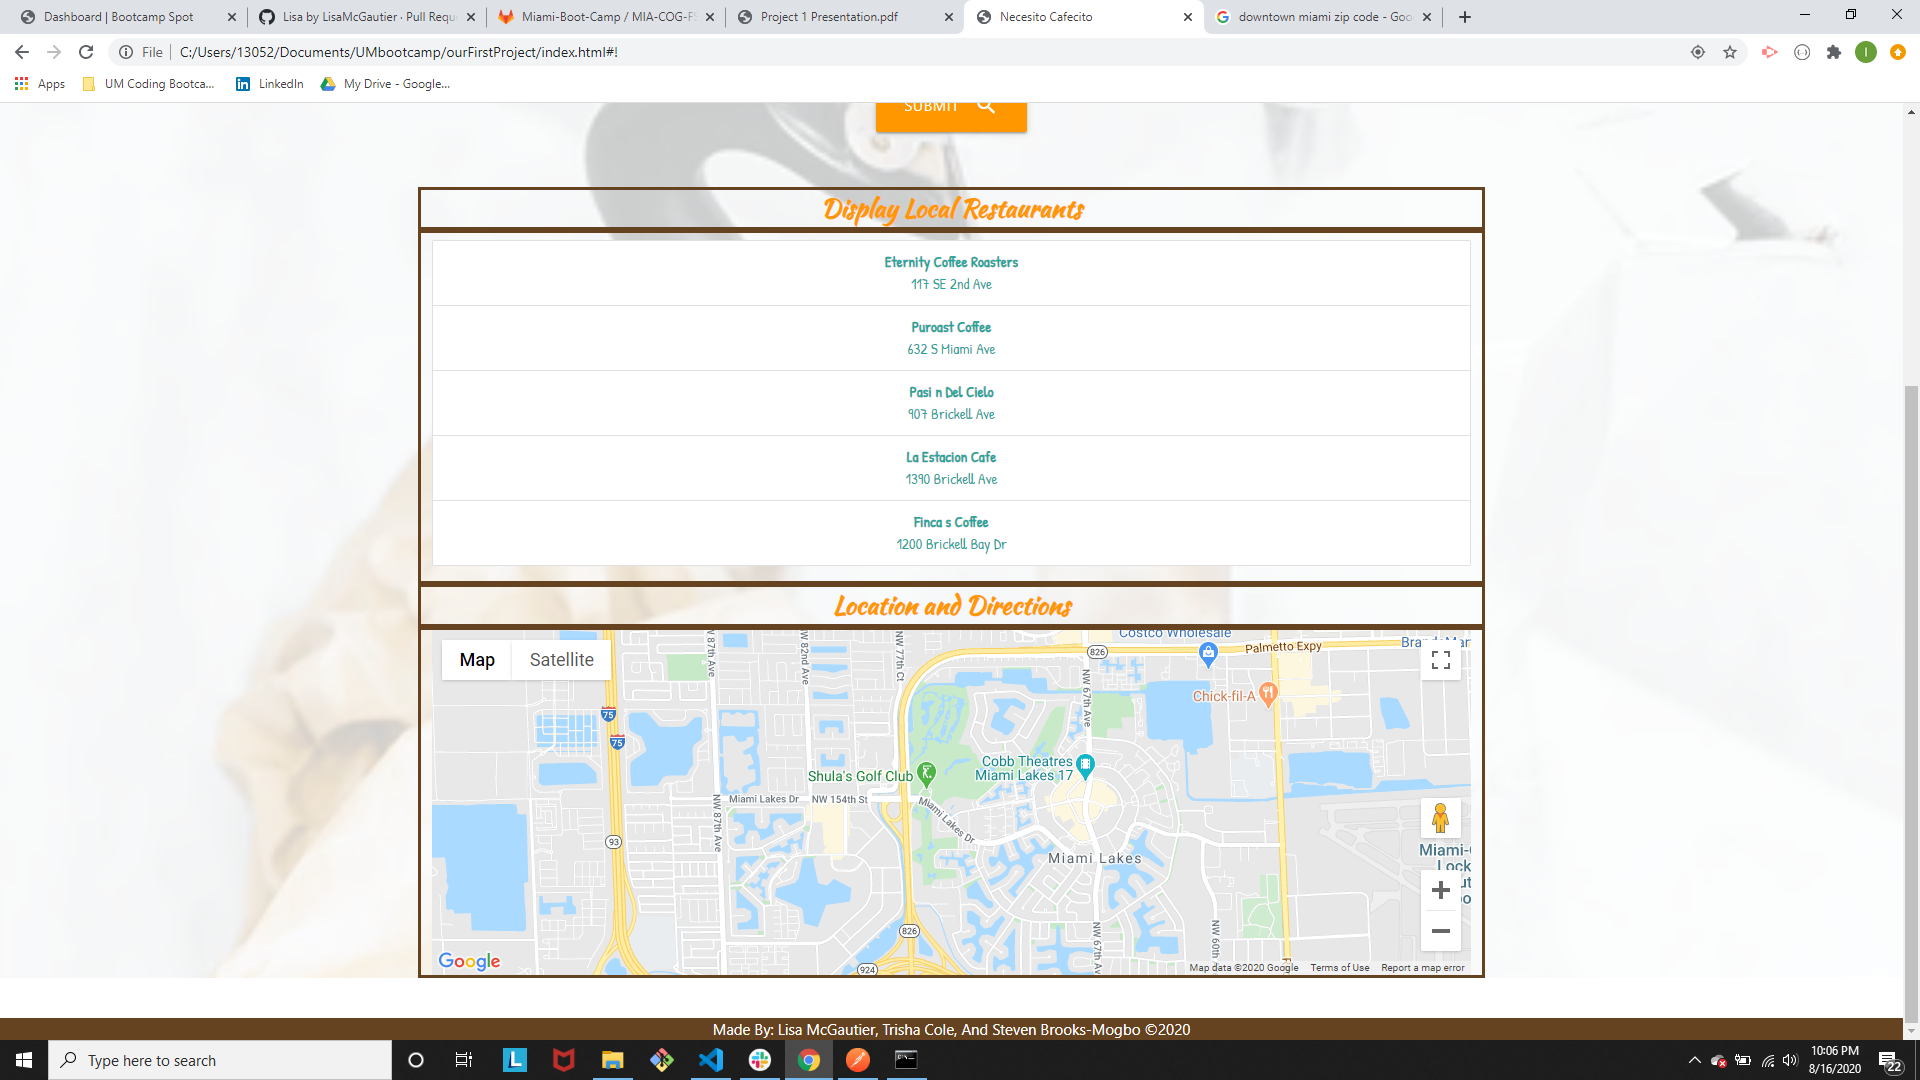 Dashboard | Bootcamp Spot
Lisa by LisaMcGautier · Pull Requ
Miami-Boot-Camp / MIA-COG-FS
Project 1 Presentation.pdf
Necesito Cafecito
downtown miami zip code - Goo
File
C:/Users/13052/Documents/UMbootcamp/ourFirstProject/index.html#!
I
Apps
UM Coding Bootca...
LinkedIn
My Drive - Google...
SUBMIT
Display Local Restaurants
Eternity Coffee Roasters
117 SE 2nd Ave
Puroast Coffee
632 S Miami Ave
Pasi n Del Cielo
907 Brickell Ave
La Estacion Cafe
1390 Brickell Ave
Finca s Coffee
1200 Brickell Bay Dr
Location and Directions
Map
Satellite
NW 87th Ave
NW 82nd Ave
NW 77th Ct
Costco Wholesale
826
Palmetto Expy
NW 67th Ave
Chick-fil-A
75
75
Cobb Theatres
Miami Lakes 17
Shula's Golf Club
Miami Lakes Dr
NW 154th St
Miami Lakes Dr
NW 87th Ave
93
Miami Lakes
Miami-
Lock
826
NW 67th Av
NW 60th
924
Google
Map data ©2020 Google
Terms of Use
Report a map error
Made By: Lisa McGautier, Trisha Cole, And Steven Brooks-Mogbo ©2020
Type here to search
L
10:06 PM
8/16/2020
22